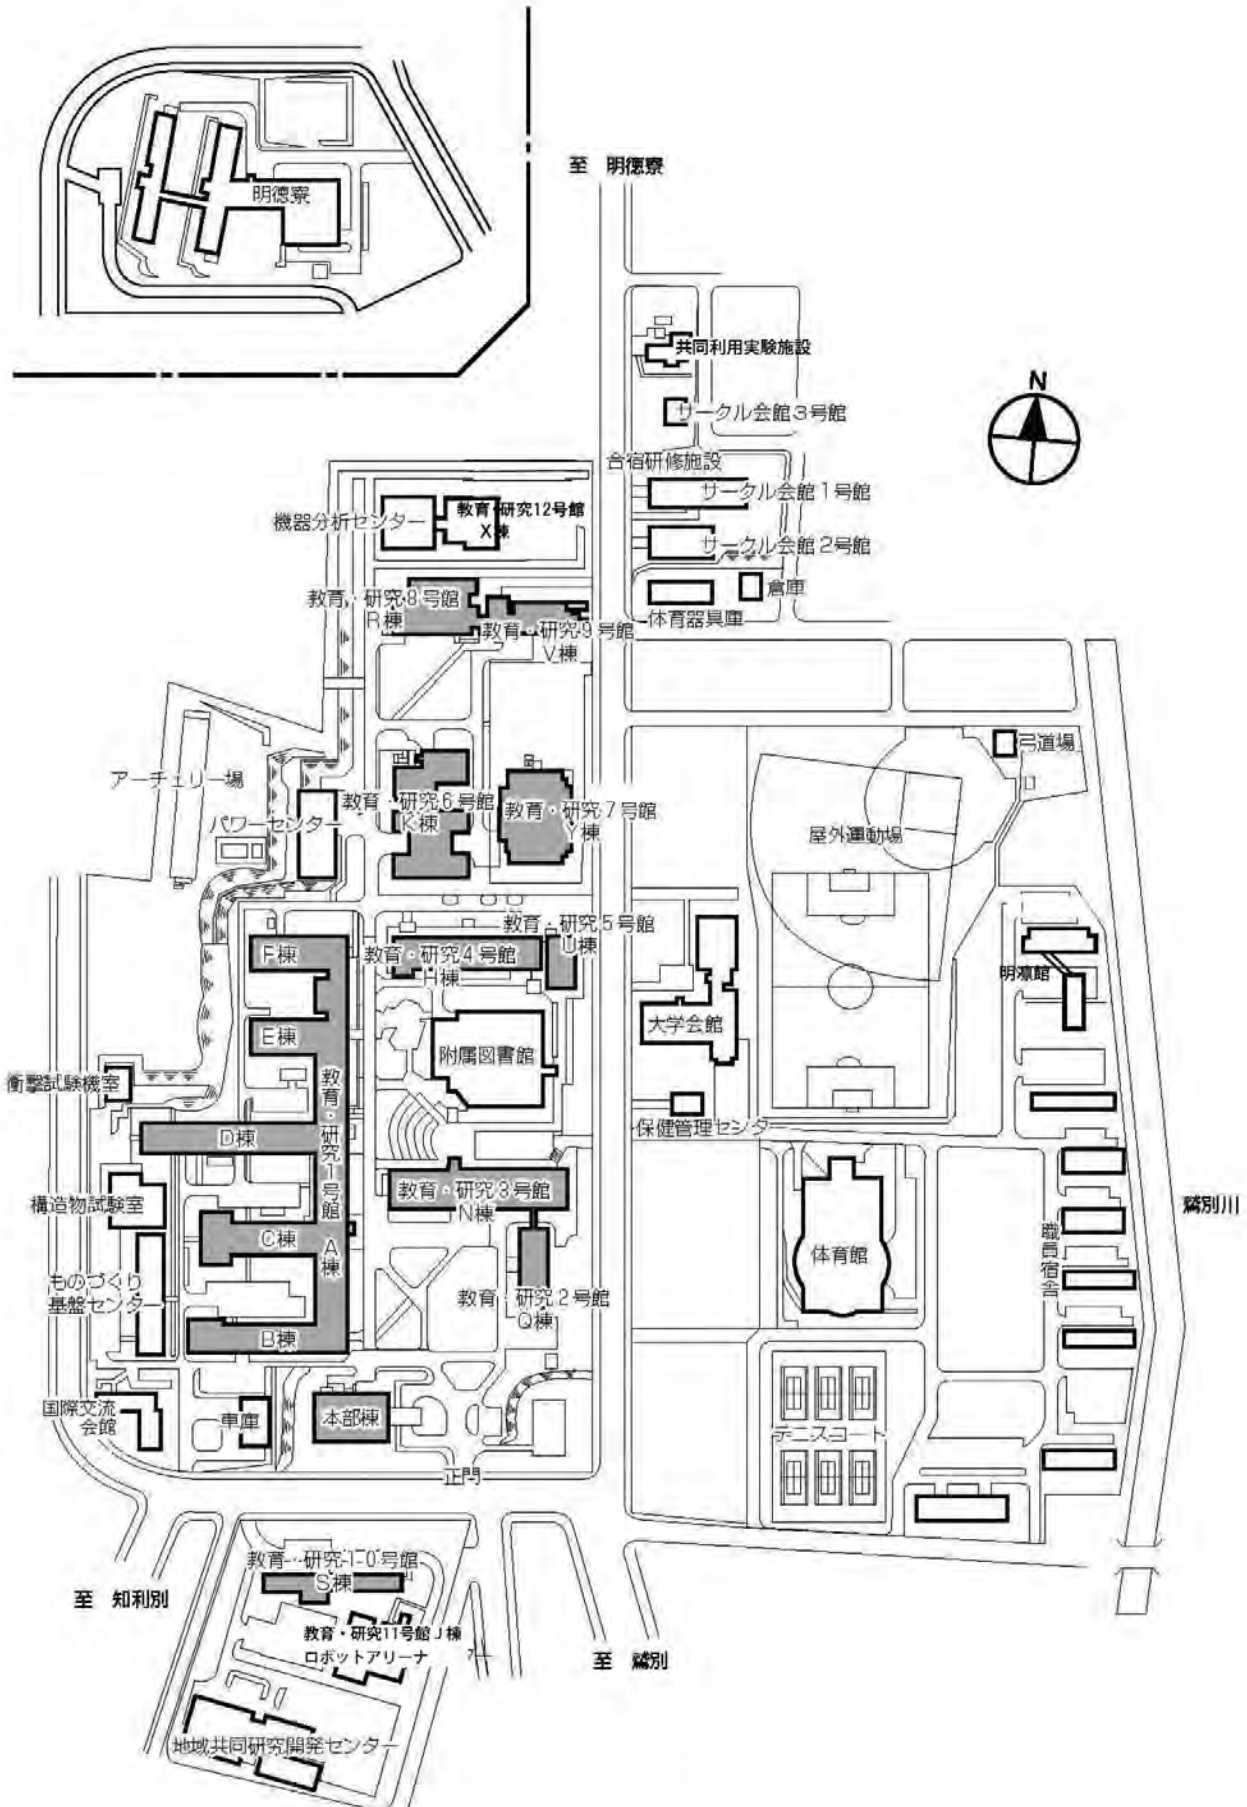 明徳寮
至 明徳寮
共同利用実験施設
サークル会館3号館
N
合宿研修施設
サークル会館1号館
サークル会館2号館
機器分析センター
教育・研究12号館
X棟
教育・研究8号館
R棟
教育・研究9号館
V棟
倉庫
体育器具庫
アーチェリー場
パワーセンター
教育・研究6号館
K棟
教育・研究7号館
Y棟
弓道場
屋外運動場
教育・研究5号館
U棟
教育・研究4号館
H棟
F棟
E棟
附属図書館
大学会館
明凛館
衝撃試験機室
教育・研究1号館
A棟
D棟
保健管理センター
構造物試験室
教育・研究3号館
N棟
C棟
体育館
職員宿舎
鷲別川
ものづくり
基盤センター
教育・研究2号館
Q棟
B棟
国際交流
会館
車庫
本部棟
テニスコート
正門
教育・研究10号館
S棟
至 知利別
教育・研究11号館J棟
ロボットアリーナ
至 鷲別
地域共同研究開発センター